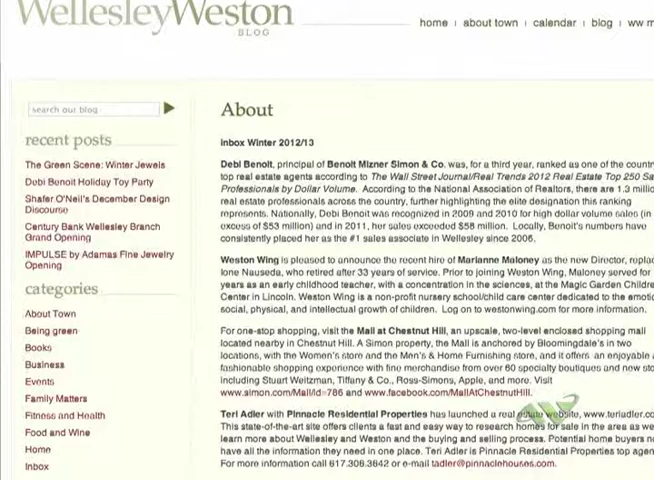 WellesleyWeston
BLOG
home | about town | calendar | blog | ww m
search our blog
recent posts
The Green Scene: Winter Jewels
Debi Benoit Holiday Toy Party
Shafer O'Neil's December Design
Discourse
Century Bank Wellesley Branch
Grand Opening
IMPULSE by Adamas Fine Jewelry
Opening
categories
About Town
Being green
Books
Business
Events
Family Matters
Fitness and Health
Food and Wine
Home
Inbox
About
Inbox Winter 2012/13
Debi Benoit, principal of Benoit Mizner Simon & Co. was, for a third year, ranked as one of the countr
top real estate agents according to The Wall Street Journal/Real Trends 2012 Real Estate Top 250 Sa
Professionals by Dollar Volume. According to the National Association of Realtors, there are 1.3 millio
real estate professionals across the country, further highlighting the elite designation this ranking
represents. Nationally, Debi Benoit was recognized in 2009 and 2010 for high dollar volume sales (in
excess of $53 million) and in 2011, her sales exceeded $58 million. Locally, Benoit's numbers have
consistently placed her as the #1 sales associate in Wellesley since 2006.
Weston Wing is pleased to announce the recent hire of Marianne Maloney as the new Director, replac
Ione Nauseda, who retired after 33 years of service. Prior to joining Weston Wing, Maloney served for
years as an early childhood teacher, with a concentration in the sciences, at the Magic Garden Childre
Center in Lincoln. Weston Wing is a non-profit nursery school/child care center dedicated to the emotio
social, physical, and intellectual growth of children. Log on to westonwing.com for more information.
For one-stop shopping, visit the Mall at Chestnut Hill, an upscale, two-level enclosed shopping mall
located nearby in Chestnut Hill. A Simon property, the Mall is anchored by Bloomingdale's in two
locations, with the Women's store and the Men's & Home Furnishing store, and it offers an enjoyable a
fashionable shopping experience with fine merchandise from over 60 specialty boutiques and new sto
including Stuart Weitzman, Tiffany & Co., Ross-Simons, Apple, and more. Visit
www.simon.com/Mall/id=786 and www.facebook.com/MallAtChestnutHill.
Teri Adler with Pinnacle Residential Properties has launched a real estate website, www.teriadler.co
This state-of-the-art site offers clients a fast and easy way to research homes for sale in the area as we
learn more about Wellesley and Weston and the buying and selling process. Potential home buyers n
have all the information they need in one place. Teri Adler is Pinnacle Residential Properties top agen
For more information call 617.306.3642 or e-mail tadler@pinnaclehouses.com.